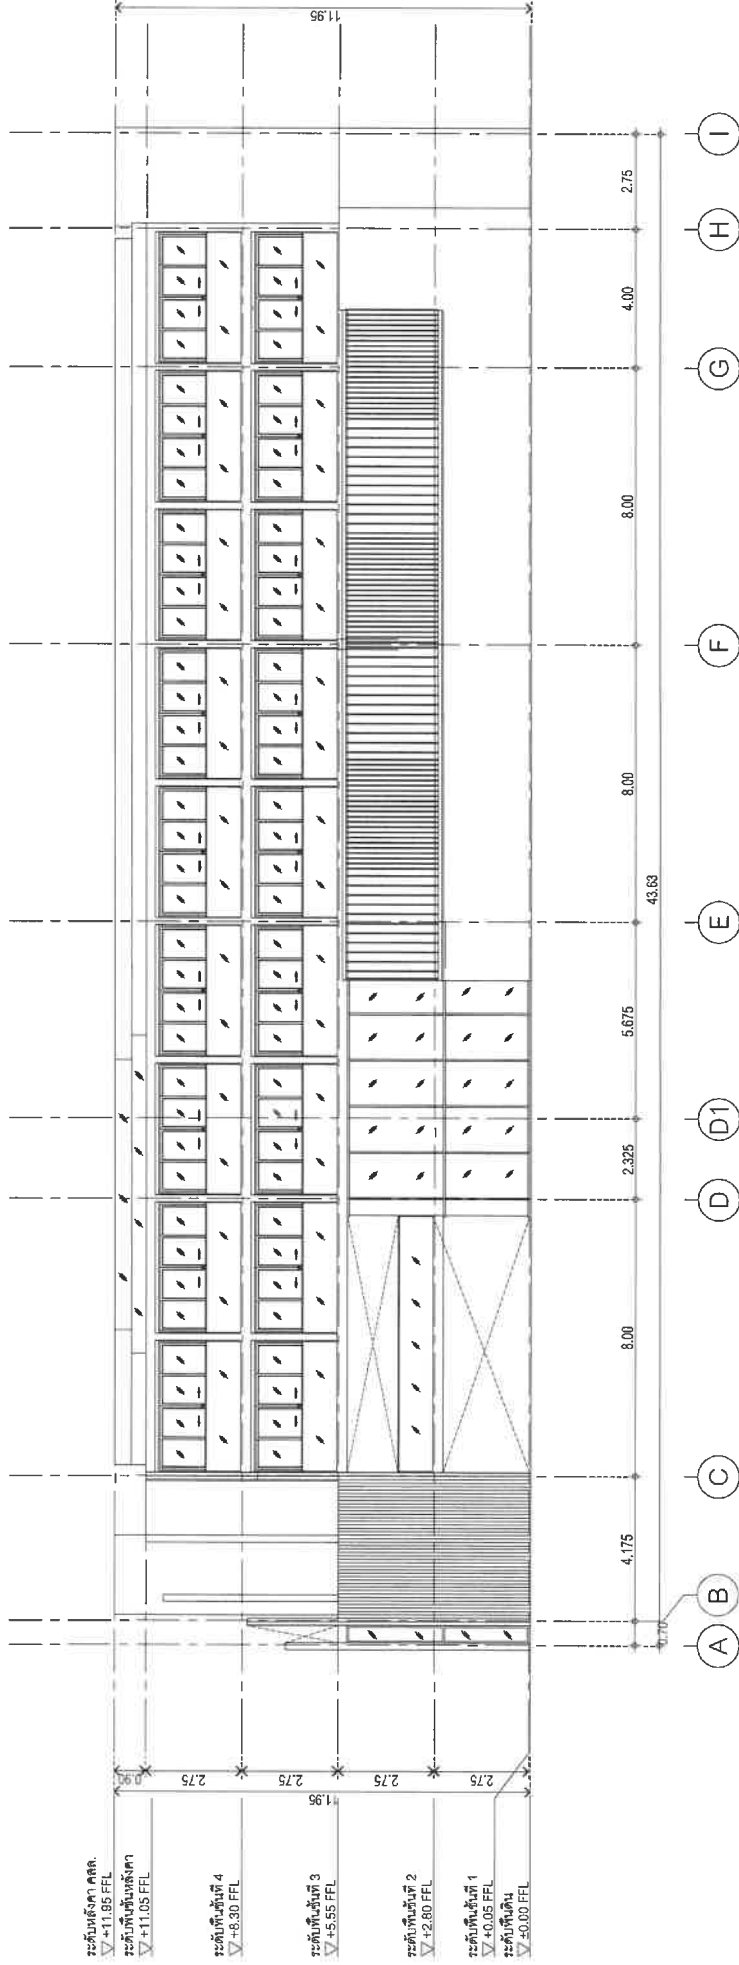 ระดับหลังคา คสล.
+11.95 FFL
ระดับพื้นชั้นหลังคา
+11.05 FFL
ระดับพื้นชั้นที่ 4
+8.30 FFL
ระดับพื้นชั้นที่ 3
+5.55 FFL
ระดับพื้นชั้นที่ 2
+2.80 FFL
ระดับพื้นชั้นที่ 1
+0.05 FFL
ระดับพื้นดิน
±0.00 FFL
0.90
2.75
2.75
2.75
2.75
11.95
11.95
0.70
4.175
8.00
2.325
5.675
8.00
8.00
4.00
2.75
43.63
A
B
C
D
D1
E
F
G
H
I